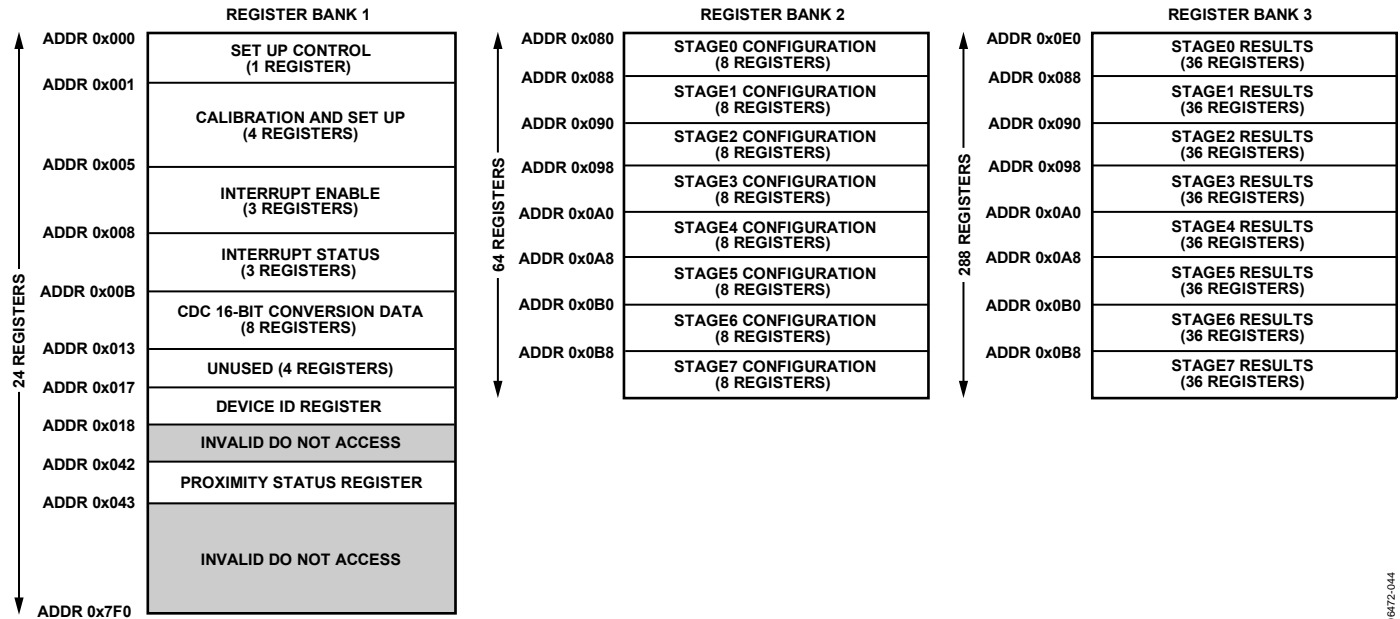 REGISTER BANK 1
24 REGISTERS
ADDR 0x000
SET UP CONTROL
(1 REGISTER)
ADDR 0x001
CALIBRATION AND SET UP
(4 REGISTERS)
ADDR 0x005
INTERRUPT ENABLE
(3 REGISTERS)
ADDR 0x008
INTERRUPT STATUS
(3 REGISTERS)
ADDR 0x00B
CDC 16-BIT CONVERSION DATA
(8 REGISTERS)
ADDR 0x013
UNUSED (4 REGISTERS)
ADDR 0x017
DEVICE ID REGISTER
ADDR 0x018
INVALID DO NOT ACCESS
ADDR 0x042
PROXIMITY STATUS REGISTER
ADDR 0x043
INVALID DO NOT ACCESS
ADDR 0x7F0
REGISTER BANK 2
64 REGISTERS
ADDR 0x080
STAGE0 CONFIGURATION
(8 REGISTERS)
ADDR 0x088
STAGE1 CONFIGURATION
(8 REGISTERS)
ADDR 0x090
STAGE2 CONFIGURATION
(8 REGISTERS)
ADDR 0x098
STAGE3 CONFIGURATION
(8 REGISTERS)
ADDR 0x0A0
STAGE4 CONFIGURATION
(8 REGISTERS)
ADDR 0x0A8
STAGE5 CONFIGURATION
(8 REGISTERS)
ADDR 0x0B0
STAGE6 CONFIGURATION
(8 REGISTERS)
ADDR 0x0B8
STAGE7 CONFIGURATION
(8 REGISTERS)
REGISTER BANK 3
288 REGISTERS
ADDR 0x0E0
STAGE0 RESULTS
(36 REGISTERS)
ADDR 0x088
STAGE1 RESULTS
(36 REGISTERS)
ADDR 0x090
STAGE2 RESULTS
(36 REGISTERS)
ADDR 0x098
STAGE3 RESULTS
(36 REGISTERS)
ADDR 0x0A0
STAGE4 RESULTS
(36 REGISTERS)
ADDR 0x0A8
STAGE5 RESULTS
(36 REGISTERS)
ADDR 0x0B0
STAGE6 RESULTS
(36 REGISTERS)
ADDR 0x0B8
STAGE7 RESULTS
(36 REGISTERS)
06472-044